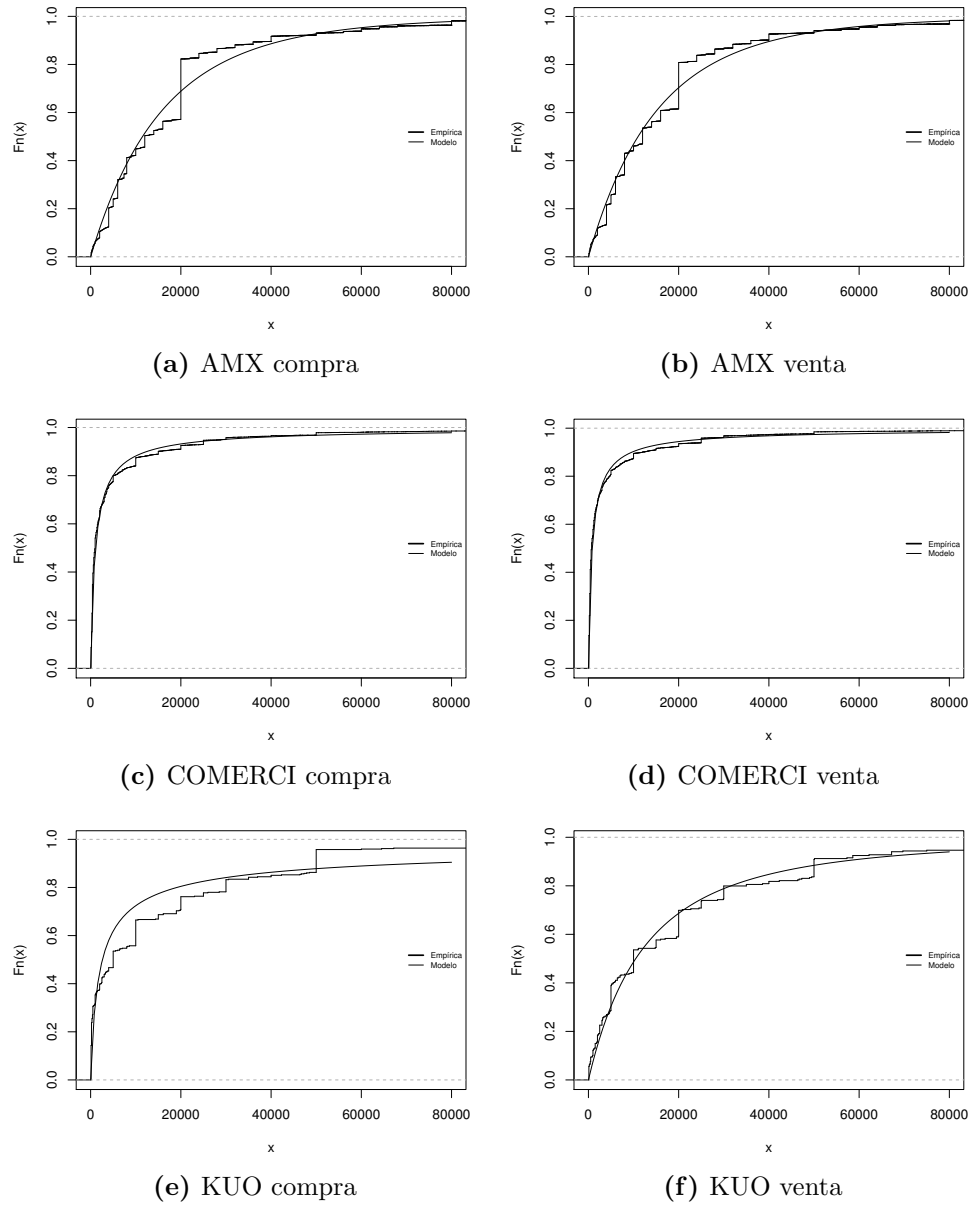 1.0
0.8
0.6
0.4
0.2
0.0
Fn(x)
Empírica
Modelo
0 20000 40000 60000 80000
x
(a) AMX compra
1.0
0.8
0.6
0.4
0.2
0.0
Fn(x)
Empírica
Modelo
0 20000 40000 60000 80000
x
(b) AMX venta
1.0
0.8
0.6
0.4
0.2
0.0
Fn(x)
Empírica
Modelo
0 20000 40000 60000 80000
x
(c) COMERCI compra
1.0
0.8
0.6
0.4
0.2
0.0
Fn(x)
Empírica
Modelo
0 20000 40000 60000 80000
x
(d) COMERCI venta
1.0
0.8
0.6
0.4
0.2
0.0
Fn(x)
Empírica
Modelo
0 20000 40000 60000 80000
x
(e) KUO compra
1.0
0.8
0.6
0.4
0.2
0.0
Fn(x)
Empírica
Modelo
0 20000 40000 60000 80000
x
(f) KUO venta